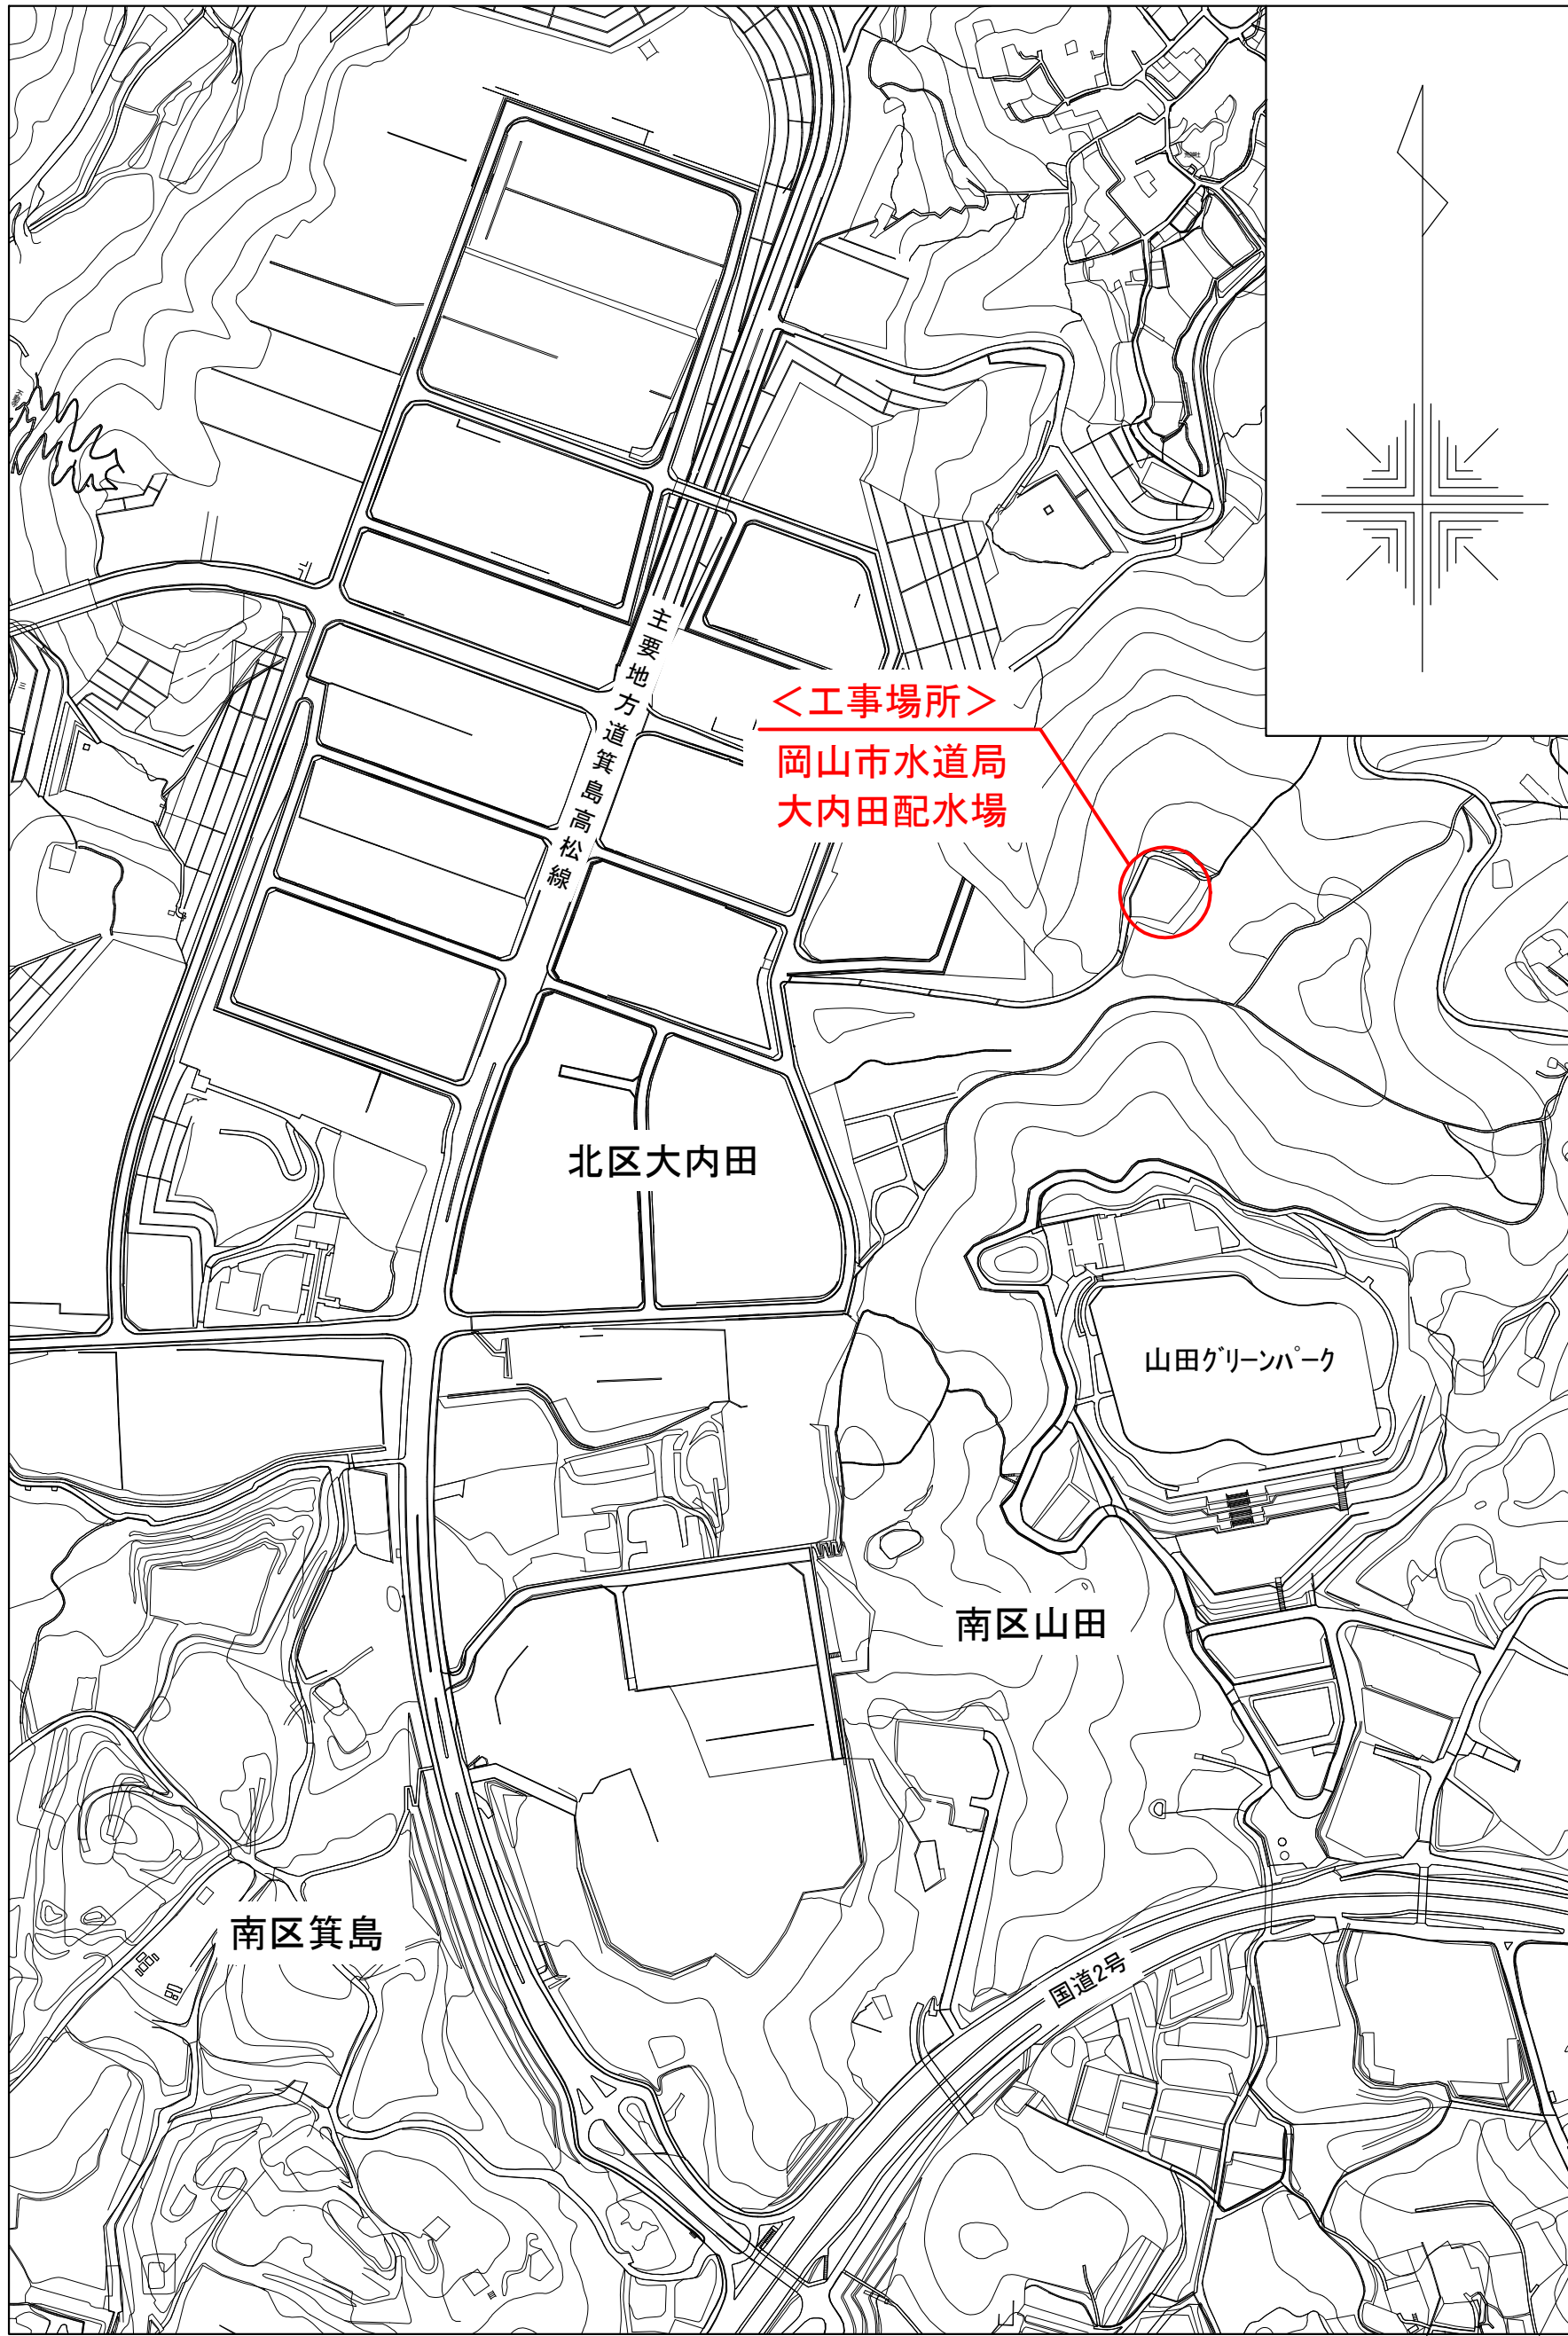 主要地方道箕島高松線
＜工事場所＞
岡山市水道局
大内田配水場
北区大内田
山田ｸﾞﾘｰﾝﾊﾟｰｸ
南区山田
南区箕島
国道2号